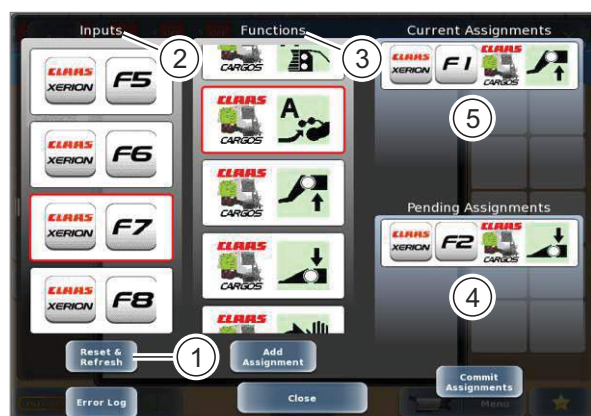 Inputs
2
Functions
3
Current Assignments
CLAAS
XERION
F5
CLAAS
XERION
F6
CLAAS
XERION
F7
CLAAS
XERION
F8
CARGOS
CLAAS
CARGOS
A
CLAAS
CARGOS
CLAAS
CARGOS
CLAAS
CLAAS
XERION
F1
CLAAS
CARGOS
5
Pending Assignments
CLAAS
XERION
F2
CLAAS
CARGOS
4
Reset &
Refresh
1
Add
Assignment
Commit
Assignments
Error Log
Close
Menu